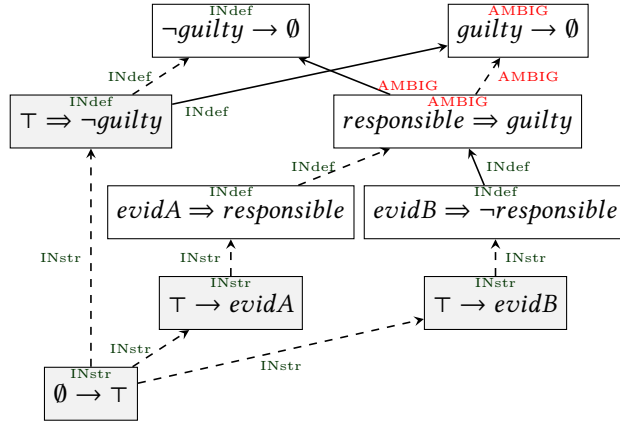 INdef
¬guilty → ∅
AMBIG
guilty → ∅
AMBIG
AMBIG
INdef
INdef
⊤ ⇒ ¬guilty
AMBIG
responsible ⇒ guilty
INdef
INdef
INdef
evidA ⇒ responsible
INdef
evidB ⇒ ¬responsible
INstr
INstr
INstr
INstr
⊤ → evidA
INstr
⊤ → evidB
INstr
INstr
INstr
∅ → ⊤